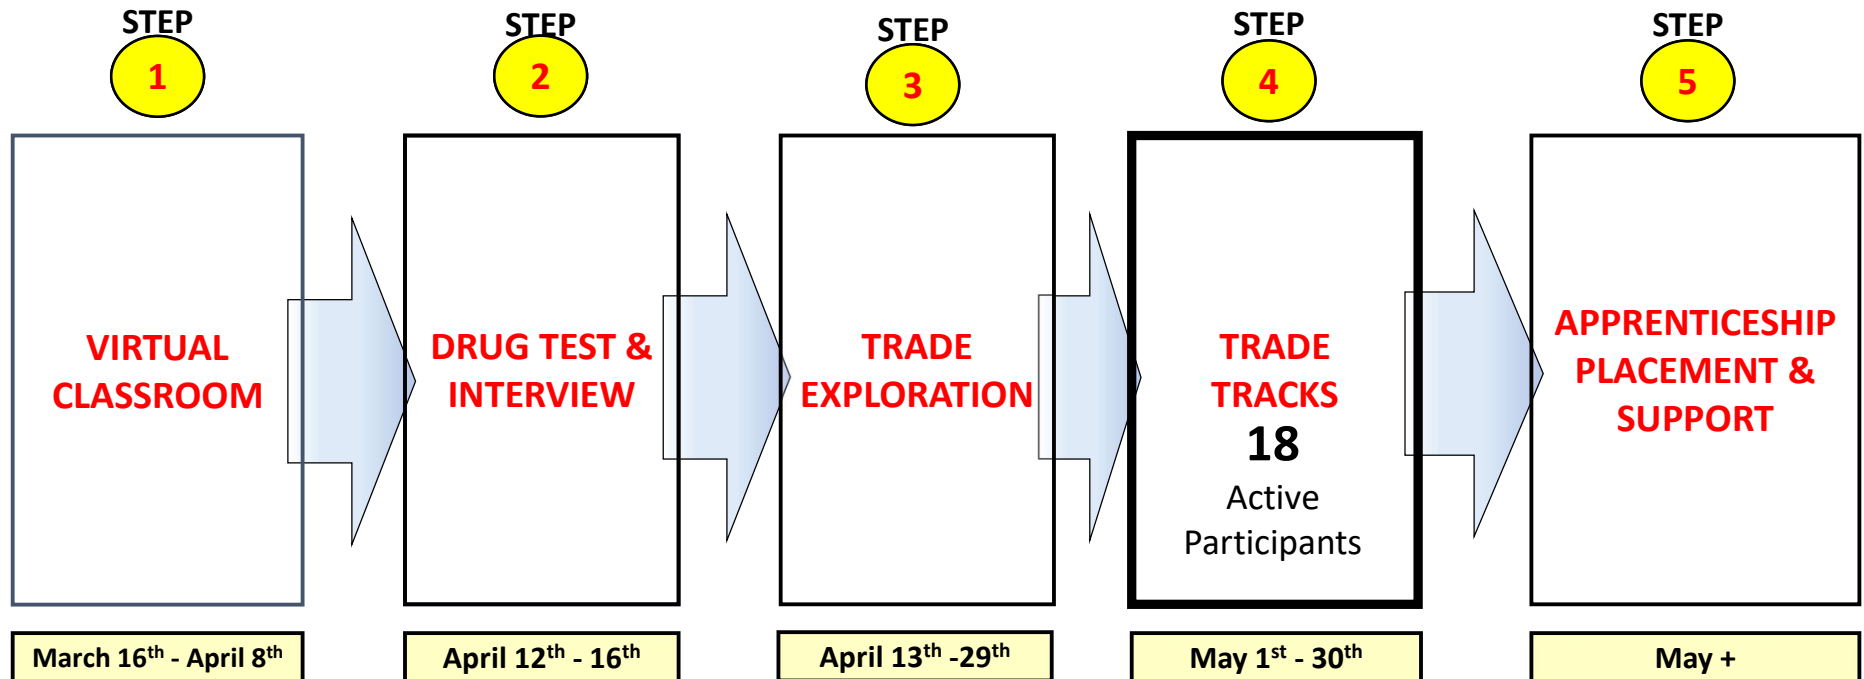 STEP
1
VIRTUAL
CLASSROOM
March 16th - April 8th
STEP
2
DRUG TEST &
INTERVIEW
April 12th - 16th
STEP
3
TRADE
EXPLORATION
April 13th -29th
STEP
4
TRADE
TRACKS
18
Active
Participants
May 1st - 30th
STEP
5
APPRENTICESHIP
PLACEMENT &
SUPPORT
May +